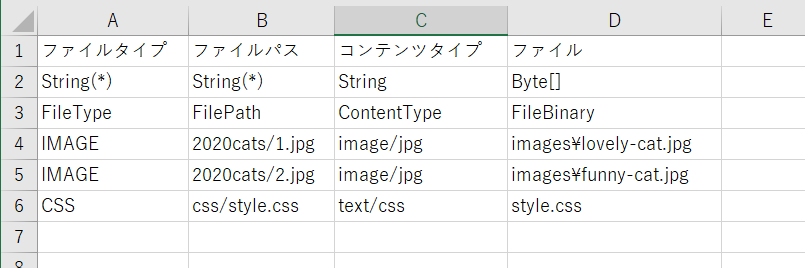 A B C D E
1 ファイルタイプ ファイルパス コンテンツタイプ ファイル
2 String(*) String(*) String Byte[]
3 FileType FilePath ContentType FileBinary
4 IMAGE 2020cats/1.jpg image/jpg images¥lovely-cat.jpg
5 IMAGE 2020cats/2.jpg image/jpg images¥funny-cat.jpg
6 CSS css/style.css text/css style.css
7
8